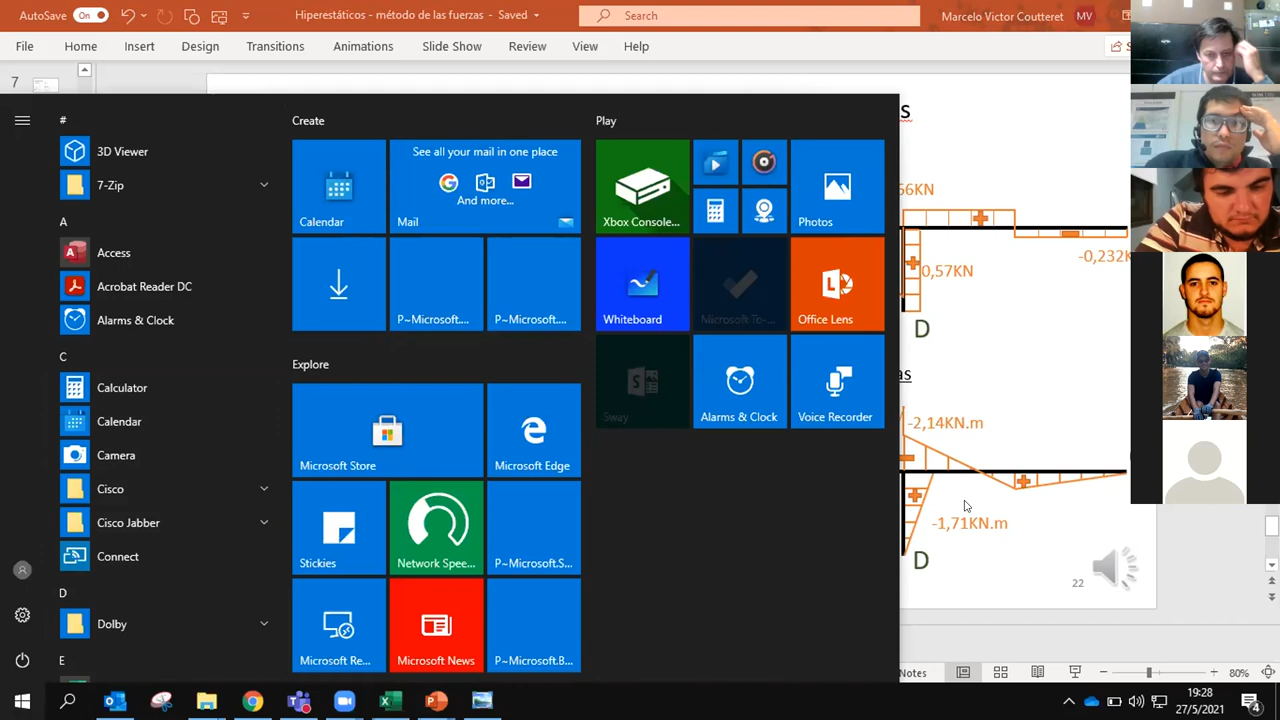 AutoSave
On
Hiperestáticos - método de las fuerzas - Saved
Search
Marcelo Victor Coutteret
MV
File
Home
Insert
Design
Transitions
Animations
Slide Show
Review
View
Help
7
#
3D Viewer
7-Zip
A
Access
Acrobat Reader DC
Alarms & Clock
C
Calculator
Calendar
Camera
Cisco
Cisco Jabber
Connect
D
Dolby
E
Create
Calendar
See all your mail in one place
And more...
Mail
P~Microsoft....
P~Microsoft....
Explore
Microsoft Store
Microsoft Edge
Stickies
Network Spee...
P~Microsoft.S...
Microsoft Re...
Microsoft News
P~Microsoft.B...
Play
Xbox Console...
Photos
Whiteboard
Microsoft To-...
Office Lens
Sway
Alarms & Clock
Voice Recorder
s
66KN
0,57KN
-0,232K
D
as
-2,14KN.m
-1,71KN.m
D
22
Notes
80%
19:28
27/5/2021
4